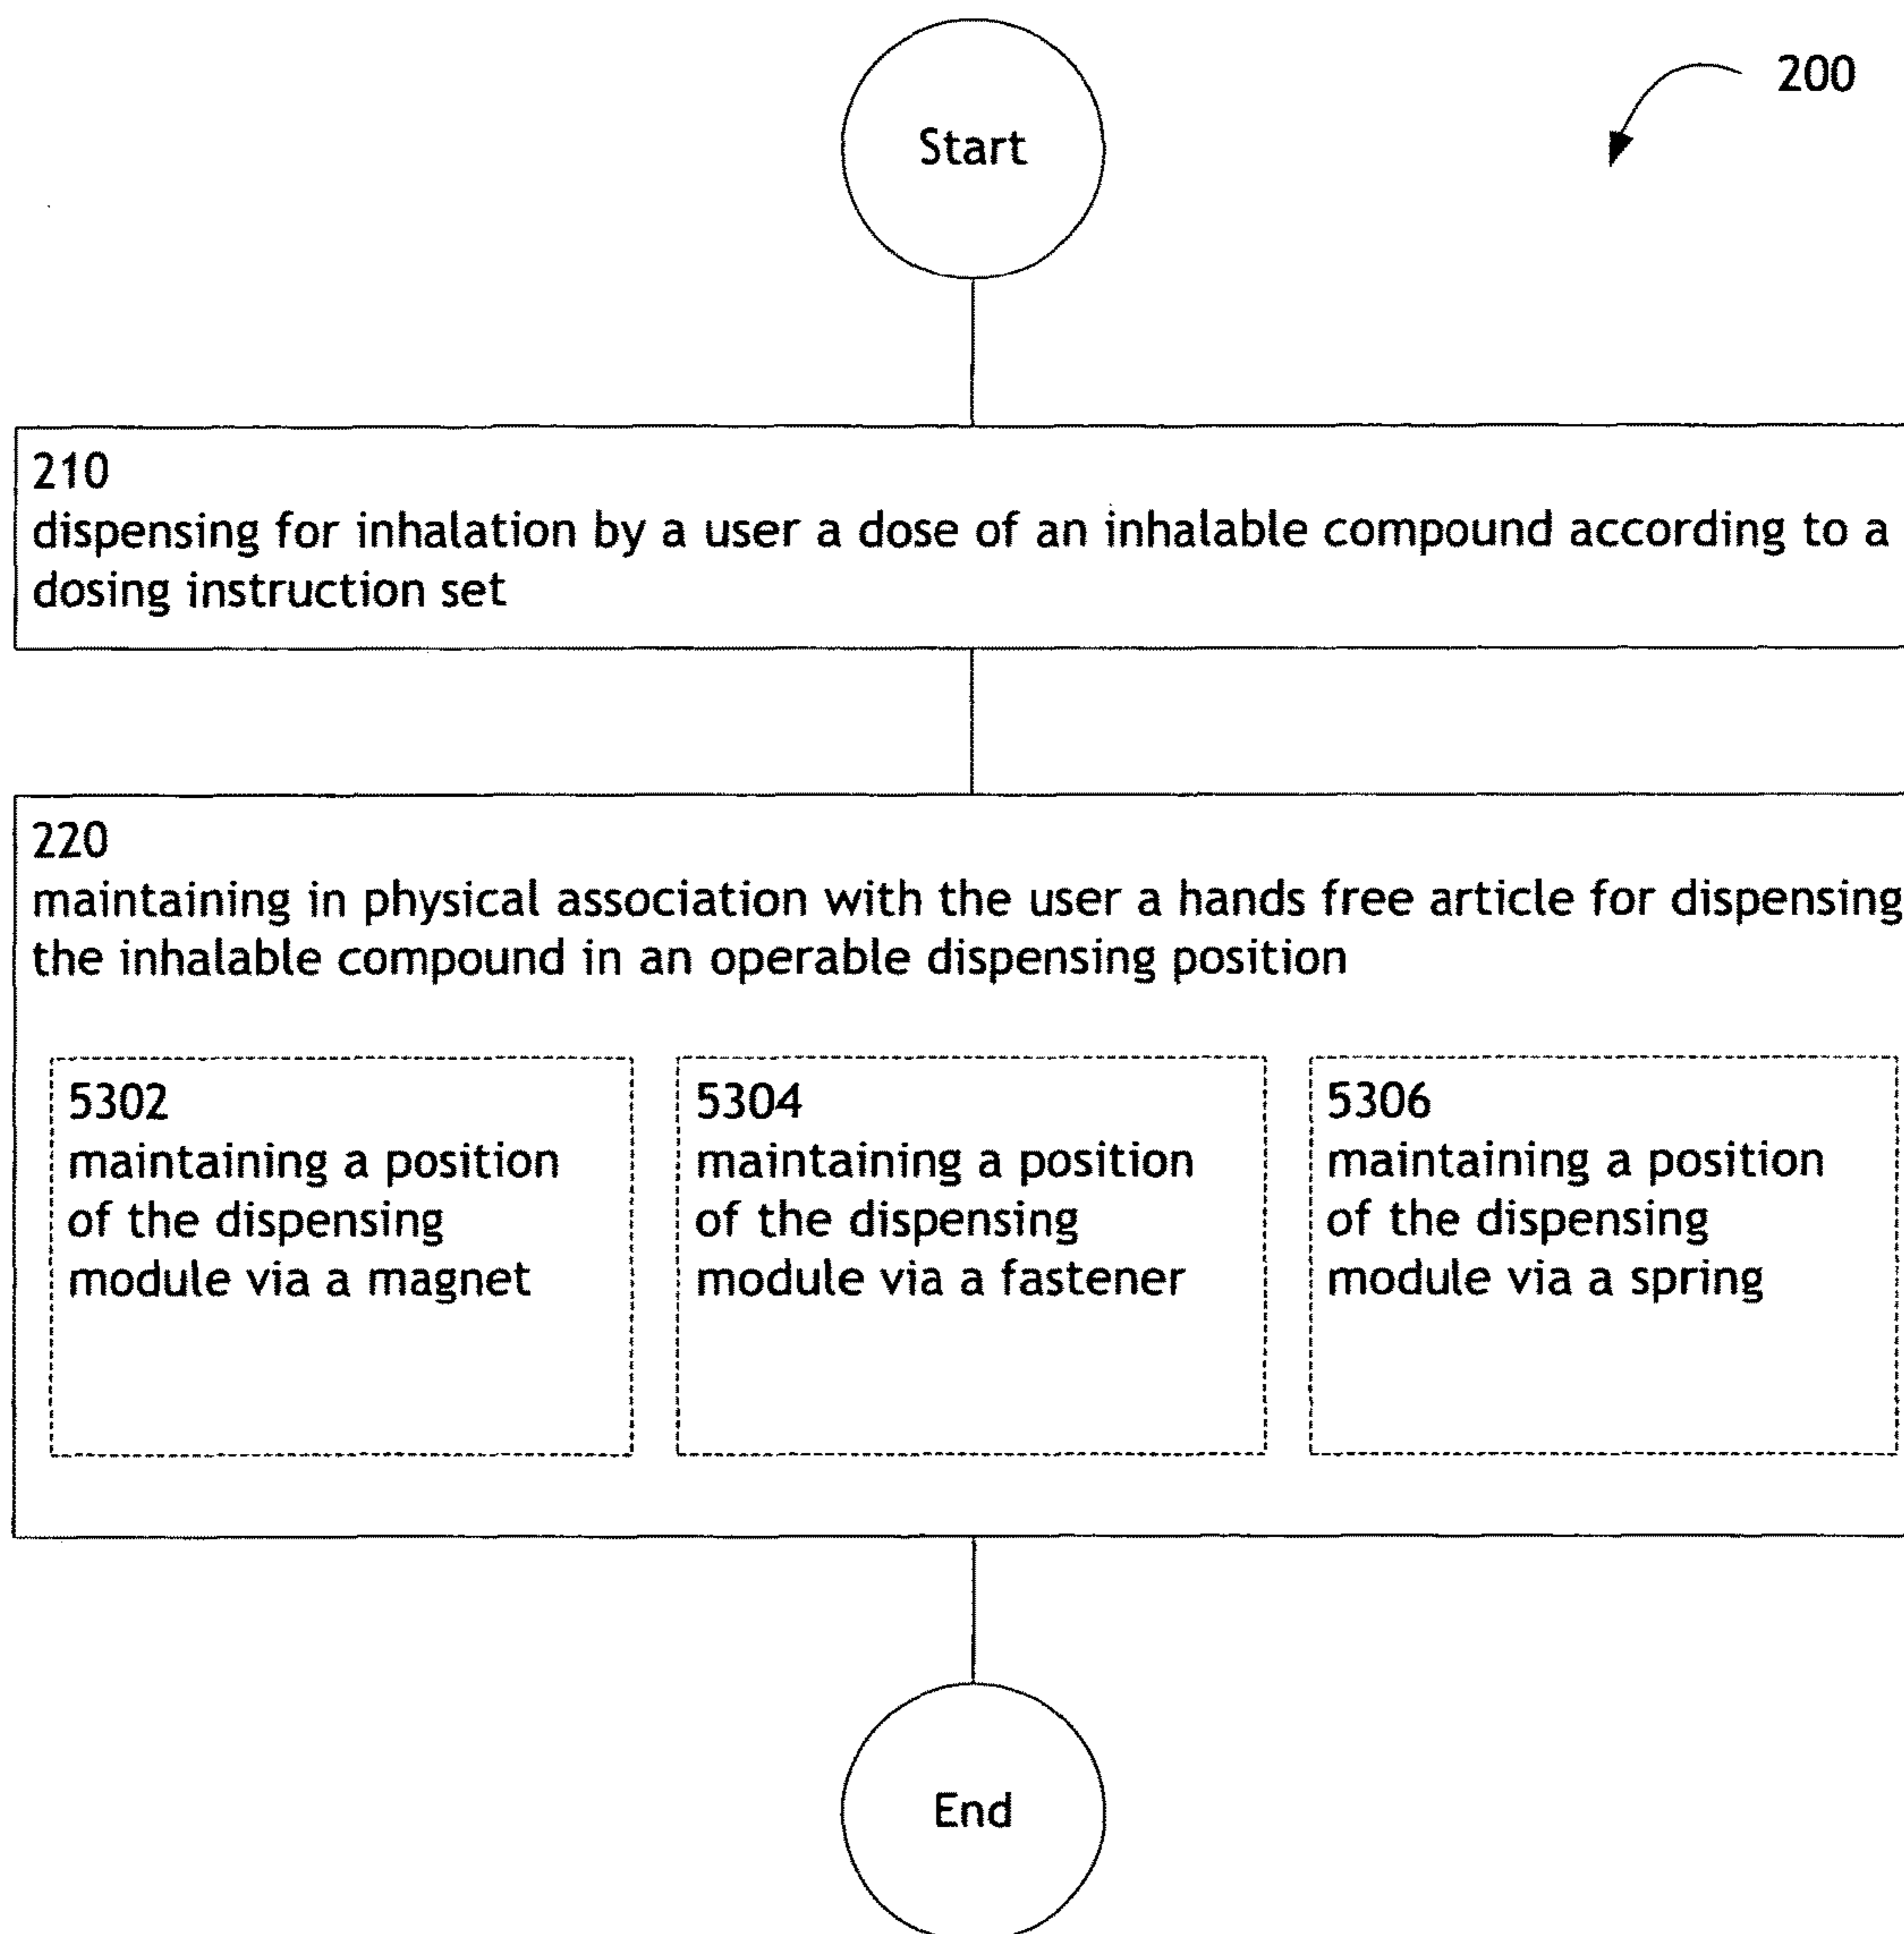 Start
200
210
dispensing for inhalation by a user a dose of an inhalable compound according to a
dosing instruction set
220
maintaining in physical association with the user a hands free article for dispensing
the inhalable compound in an operable dispensing position
5302
maintaining a position
of the dispensing
module via a magnet
5304
maintaining a position
of the dispensing
module via a fastener
5306
maintaining a position
of the dispensing
module via a spring
End